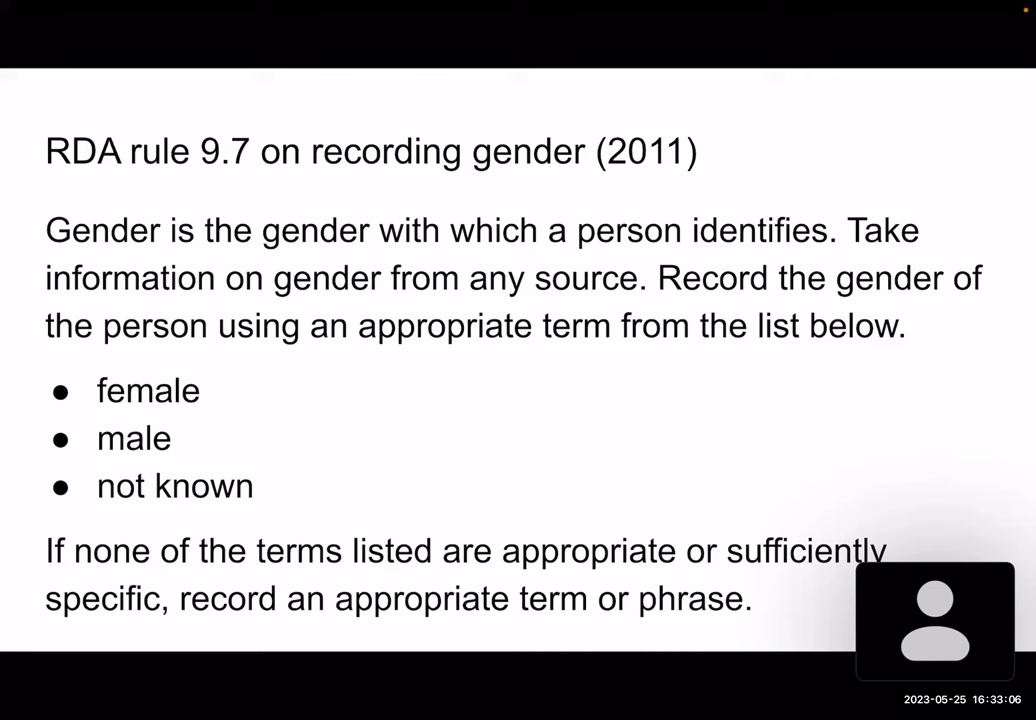 RDA rule 9.7 on recording gender (2011)
Gender is the gender with which a person identifies. Take
information on gender from any source. Record the gender of
the person using an appropriate term from the list below.
● female
● male
● not known
If none of the terms listed are appropriate or sufficiently
specific, record an appropriate term or phrase.
2023-05-25 16:33:06